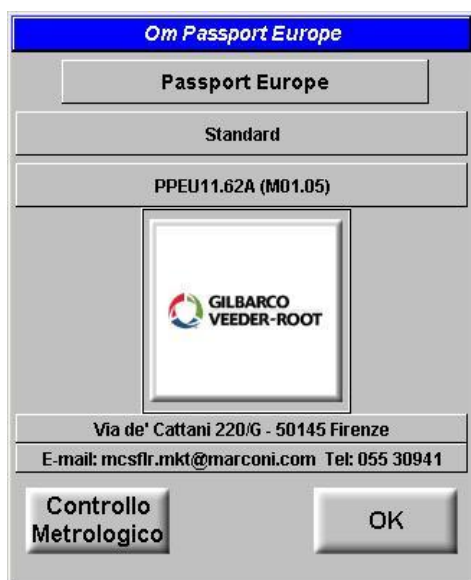 Om Passport Europe
Passport Europe
Standard
PPEU11.62A (M01.05)
GILBARCO
VEEDER-ROOT
Via de' Cattani 220/G - 50145 Firenze
E-mail: mcsflr.mkt@marconi.com Tel: 055 30941
Controllo
Metrologico
OK